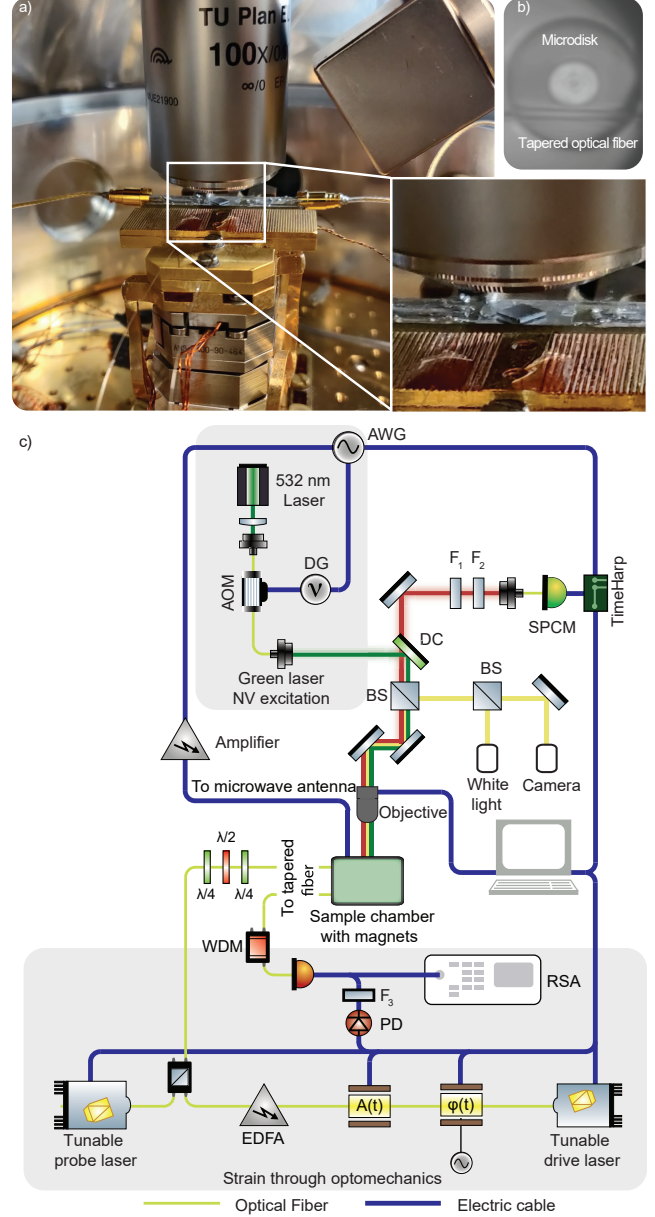 a)
TU Plan E
100X/0
∞/0
MUE21900
b)
Microdisk
Tapered optical fiber
c)
AWG
532 nm
Laser
DG
ν
AOM
Green laser
NV excitation
F1 F2
SPCM
TimeHarp
DC
BS
BS
White
light
Camera
Amplifier
To microwave antenna
Objective
λ/2
λ/4
λ/4
To tapered
fiber
Sample chamber
with magnets
WDM
RSA
F3
PD
A(t)
φ(t)
EDFA
Tunable
probe laser
Tunable
drive laser
Strain through optomechanics
Optical Fiber
Electric cable